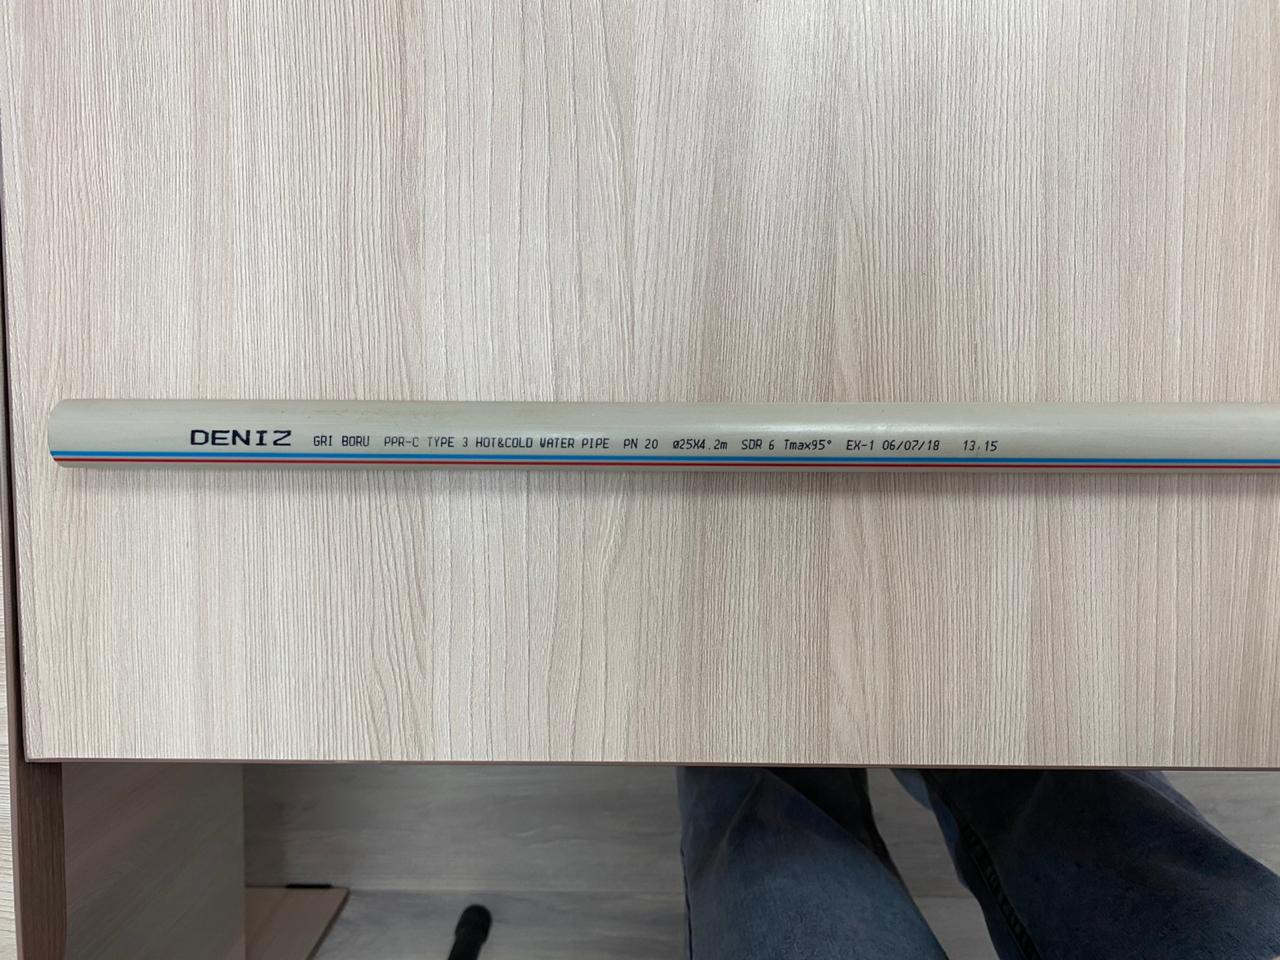 DENIZ GRI BORU PPR-C TYPE 3 HOT&COLD WATER PIPE PN 20 ø25X4.2m SDR 6 Tmax95° EX-1 06/07/18 13:15